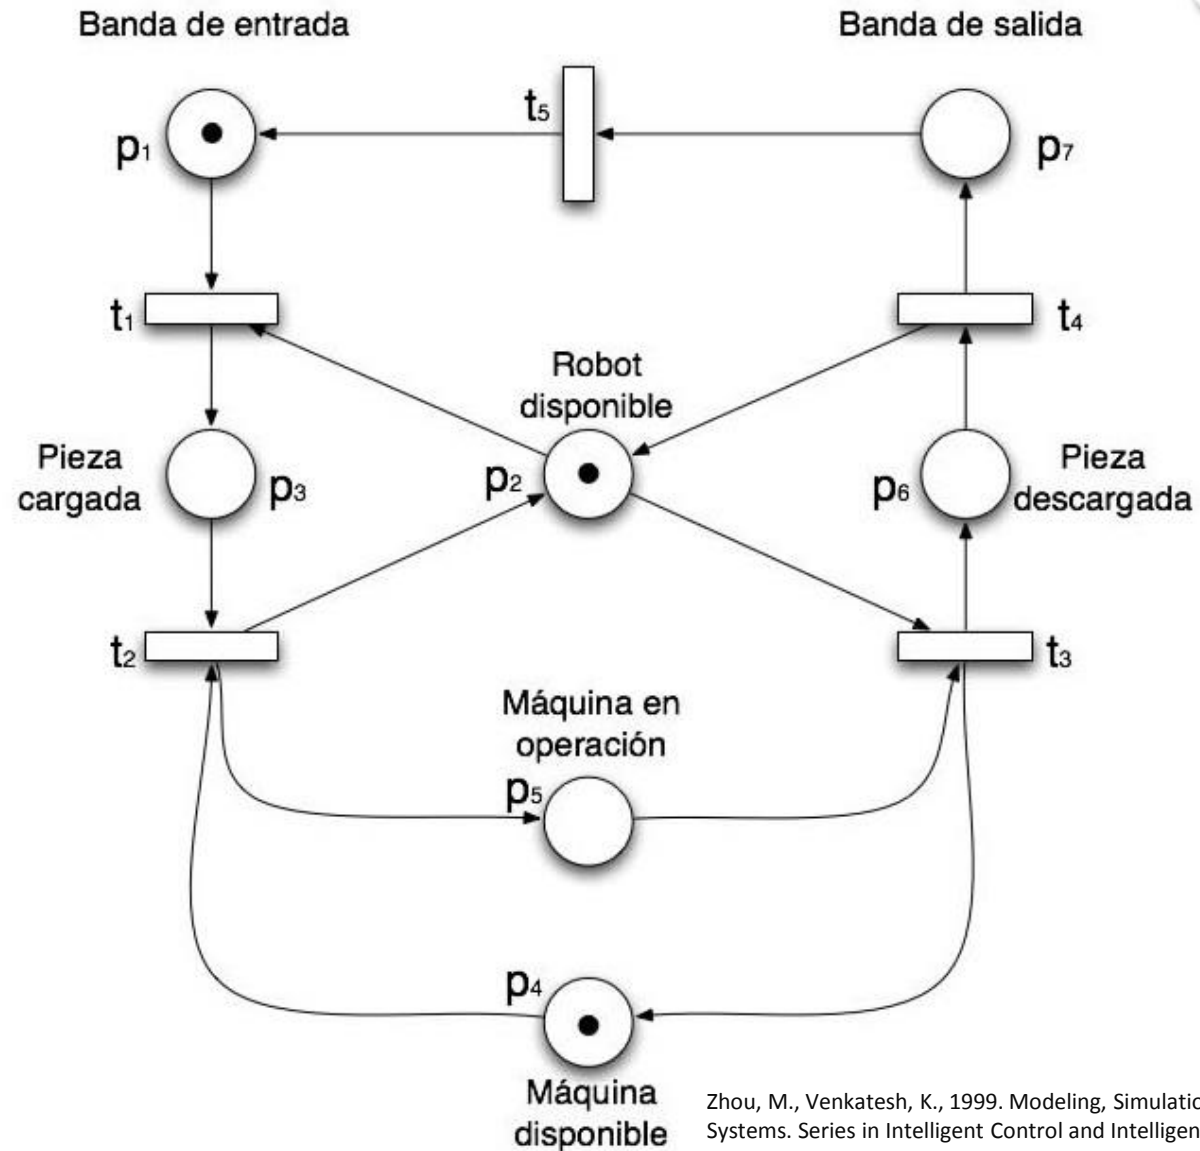 Banda de entrada
Banda de salida
t5
p1
p7
t1
t4
Robot
disponible
Pieza
cargada
p3
p2
p6
Pieza
descargada
t2
t3
Máquina en
operación
p5
p4
Máquina
disponible
Zhou, M., Venkatesh, K., 1999. Modeling, Simulatio
Systems. Series in Intelligent Control and Intelligen